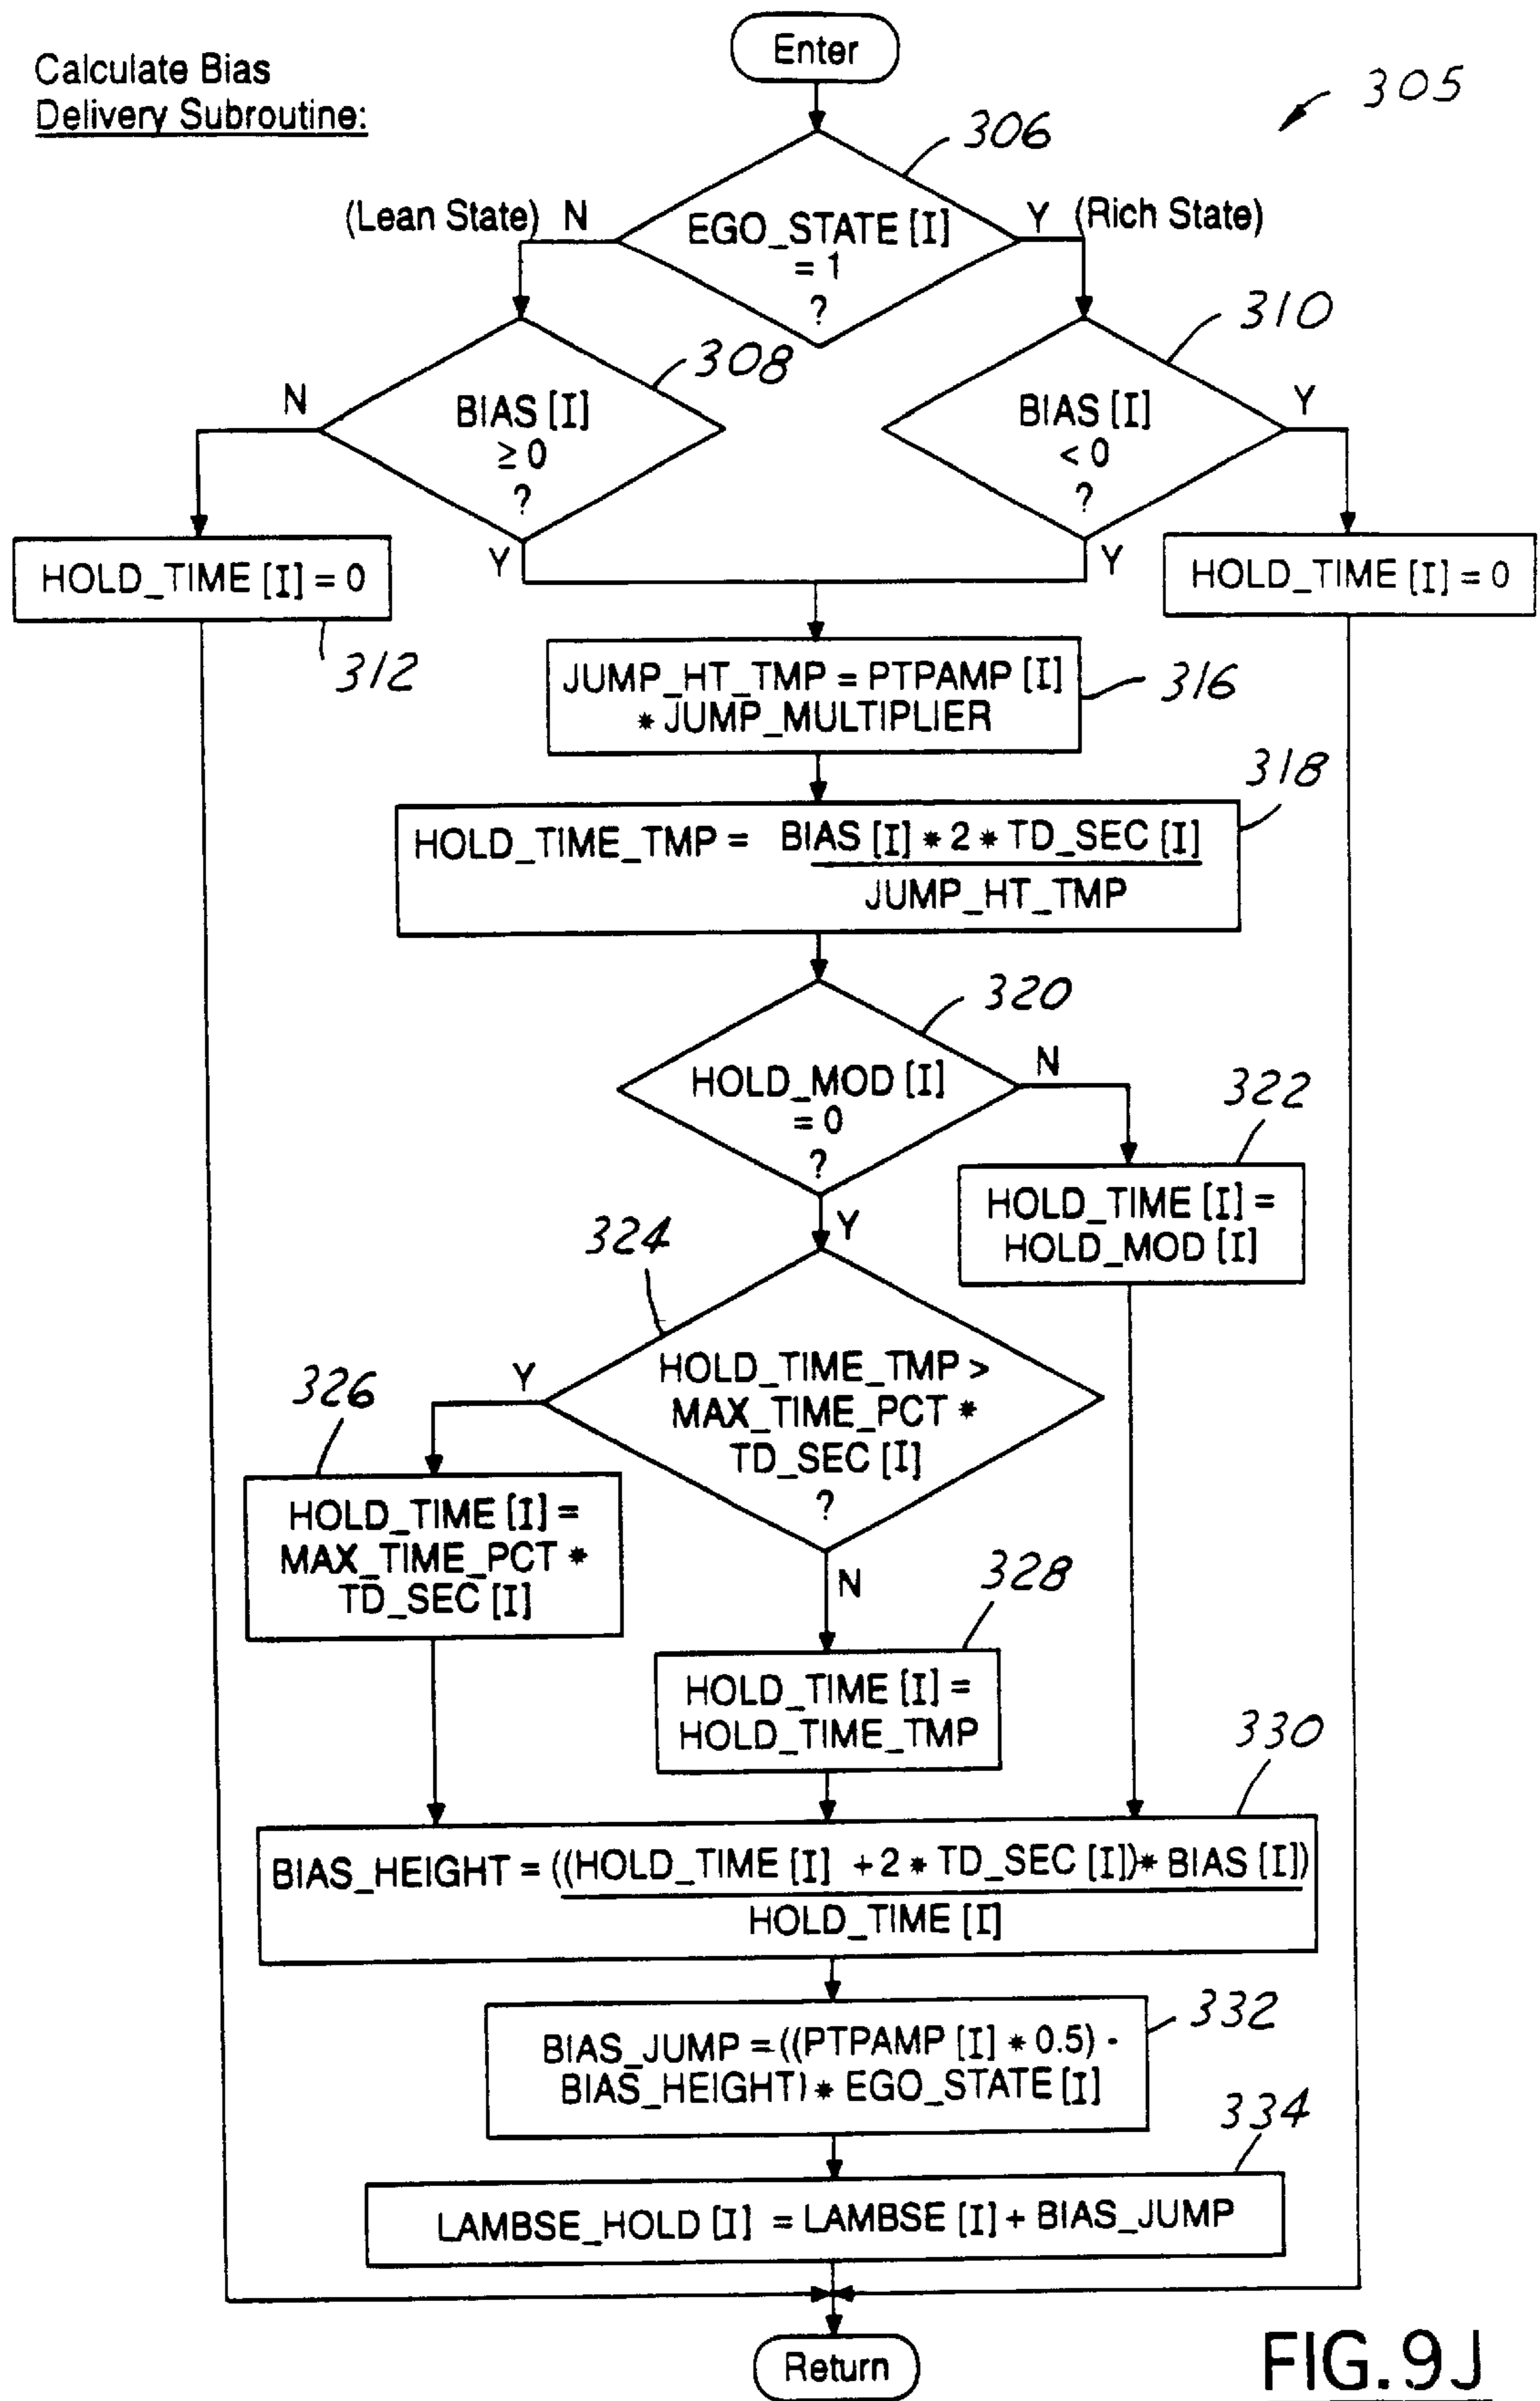 Calculate Bias
Delivery Subroutine:
Enter
305
306
(Lean State) N
Y (Rich State)
EGO_STATE [I]
= 1
?
308
310
N
BIAS [I]
≥ 0
?
Y
BIAS [I]
< 0
?
Y
Y
HOLD_TIME [I] = 0
312
HOLD_TIME [I] = 0
JUMP_HT_TMP = PTPAMP [I]
* JUMP_MULTIPLIER
316
318
HOLD_TIME_TMP = BIAS [I] * 2 * TD_SEC [I]
JUMP_HT_TMP
320
HOLD_MOD [I]
= 0
?
N
Y
322
HOLD_TIME [I] =
HOLD_MOD [I]
324
HOLD_TIME_TMP >
MAX_TIME_PCT *
TD_SEC [I]
?
Y
N
326
HOLD_TIME [I] =
MAX_TIME_PCT *
TD_SEC [I]
328
HOLD_TIME [I] =
HOLD_TIME_TMP
330
BIAS_HEIGHT = ((HOLD_TIME [I] + 2 * TD_SEC [I]) * BIAS [I])
HOLD_TIME [I]
332
BIAS_JUMP = ((PTPAMP [I] * 0.5) -
BIAS_HEIGHT) * EGO_STATE [I]
334
LAMBSE_HOLD [I] = LAMBSE [I] + BIAS_JUMP
Return
FIG.9J